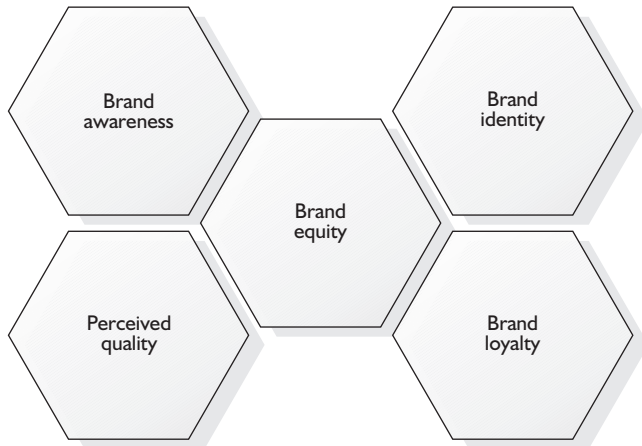 Brand
awareness
Brand
identity
Brand
equity
Perceived
quality
Brand
loyalty